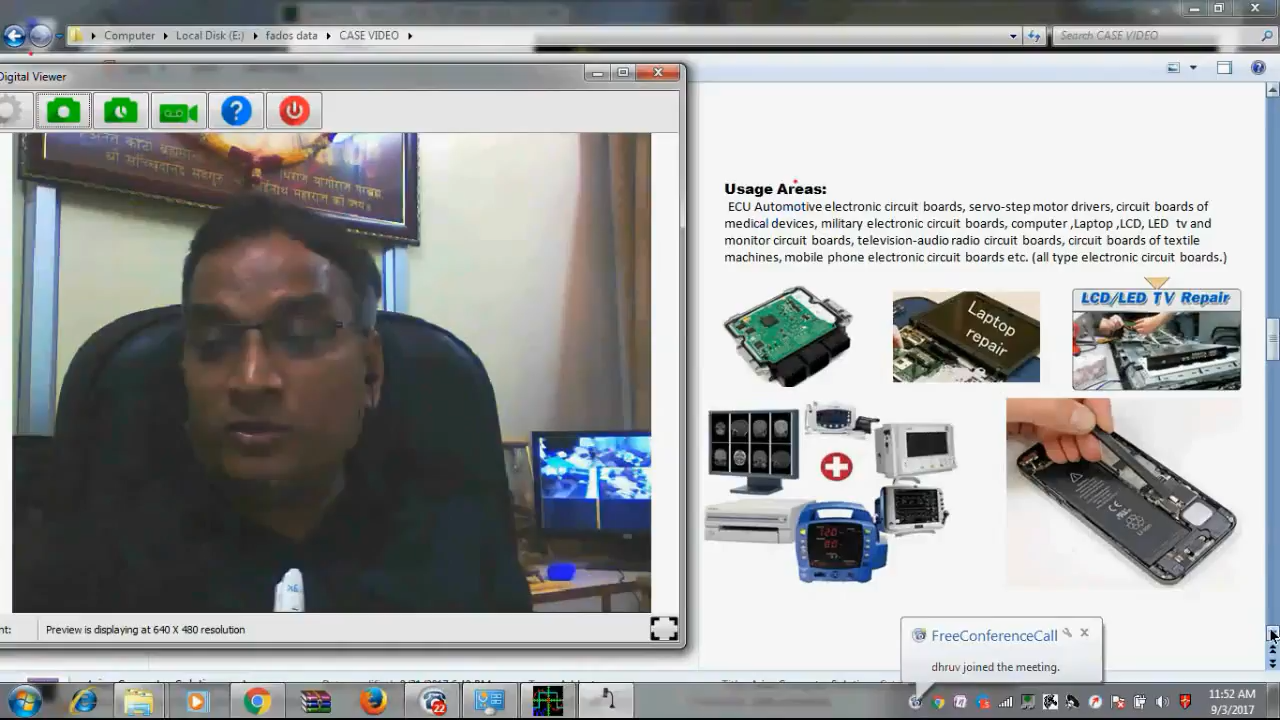 Computer
Local Disk (E:)
fados data
CASE VIDEO
Search CASE VIDEO
Digital Viewer
Usage Areas:
ECU Automotive electronic circuit boards, servo-step motor drivers, circuit boards of
medical devices, military electronic circuit boards, computer ,Laptop ,LCD, LED tv and
monitor circuit boards, television-audio radio circuit boards, circuit boards of textile
machines, mobile phone electronic circuit boards etc. (all type electronic circuit boards.)
Laptop
repair
LCD/LED TV Repair
Preview is displaying at 640 X 480 resolution
FreeConferenceCall
dhruv joined the meeting.
22
11:52 AM
9/3/2017